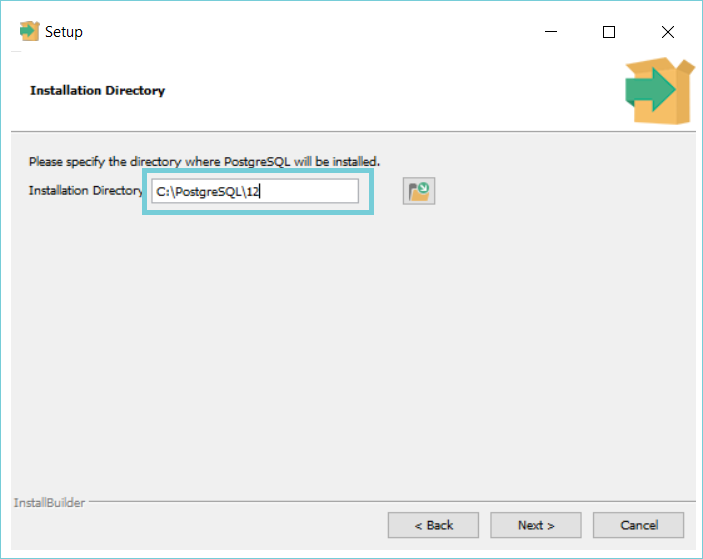 Setup
Installation Directory
Please specify the directory where PostgreSQL will be installed.
Installation Directory C:\PostgreSQL\12
InstallBuilder
< Back Next > Cancel